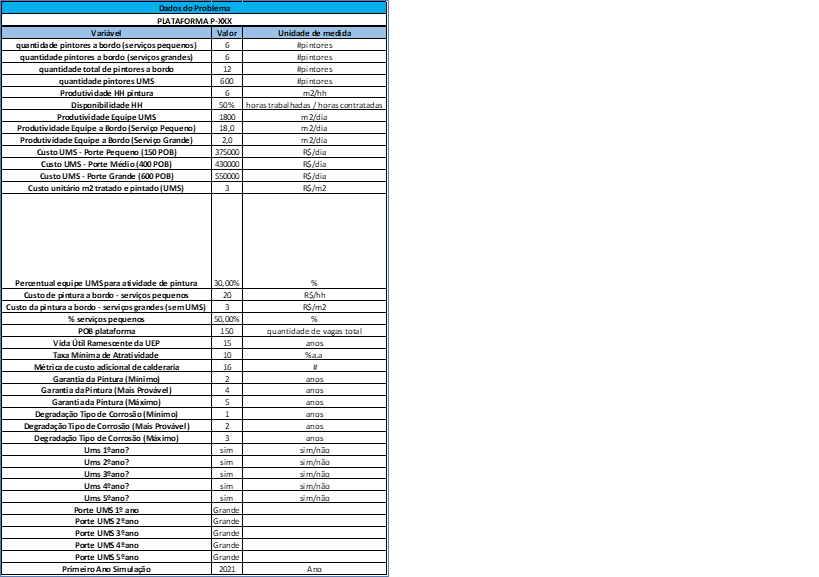 Dados do Problema
PLATAFORMA P-XXX
Variável Valor Unidade de medida
quantidade pintores a bordo (serviços pequenos) 6 #pintores
quantidade pintores a bordo (serviços grandes) 6 #pintores
quantidade total de pintores a bordo 12 #pintores
quantidade pintores UMS 600 #pintores
Produtividade HH pintura 6 m2/hh
Disponibilidade HH 50% horas trabalhadas / horas contratadas
Produtividade Equipe UMS 1800 m2/dia
Produtividade Equipe a Bordo (Serviço Pequeno) 18,0 m2/dia
Produtividade Equipe a Bordo (Serviço Grande) 2,0 m2/dia
Custo UMS - Porte Pequeno (150 POB) 375000 R$/dia
Custo UMS - Porte Médio (400 POB) 430000 R$/dia
Custo UMS - Porte Grande (600 POB) 550000 R$/dia
Custo unitário m2 tratado e pintado (UMS) 3 R$/m2
Percentual equipe UMS para atividade de pintura 30,00% %
Custo de pintura a bordo - serviços pequenos 20 R$/hh
Custo da pintura a bordo - serviços grandes (sem UMS) 3 R$/m2
% serviços pequenos 50,00% %
POB plataforma 150 quantidade de vagas total
Vida Útil Ramescente da UEP 15 anos
Taxa Mínima de Atratividade 10 %a.a
Métrica de custo adicional de calderaria 16 #
Garantia da Pintura (Mínimo) 2 anos
Garantia da Pintura (Mais Provável) 4 anos
Garantia da Pintura (Máximo) 5 anos
Degradação Tipo de Corrosão (Mínimo) 1 anos
Degradação Tipo de Corrosão (Mais Provável) 2 anos
Degradação Tipo de Corrosão (Máximo) 3 anos
Ums 1ºano? sim sim/não
Ums 2ºano? sim sim/não
Ums 3ºano? sim sim/não
Ums 4ºano? sim sim/não
Ums 5ºano? sim sim/não
Porte UMS 1º ano Grande
Porte UMS 2ºano Grande
Porte UMS 3ºano Grande
Porte UMS 4ºano Grande
Porte UMS 5ºano Grande
Primeiro Ano Simulação 2021 Ano